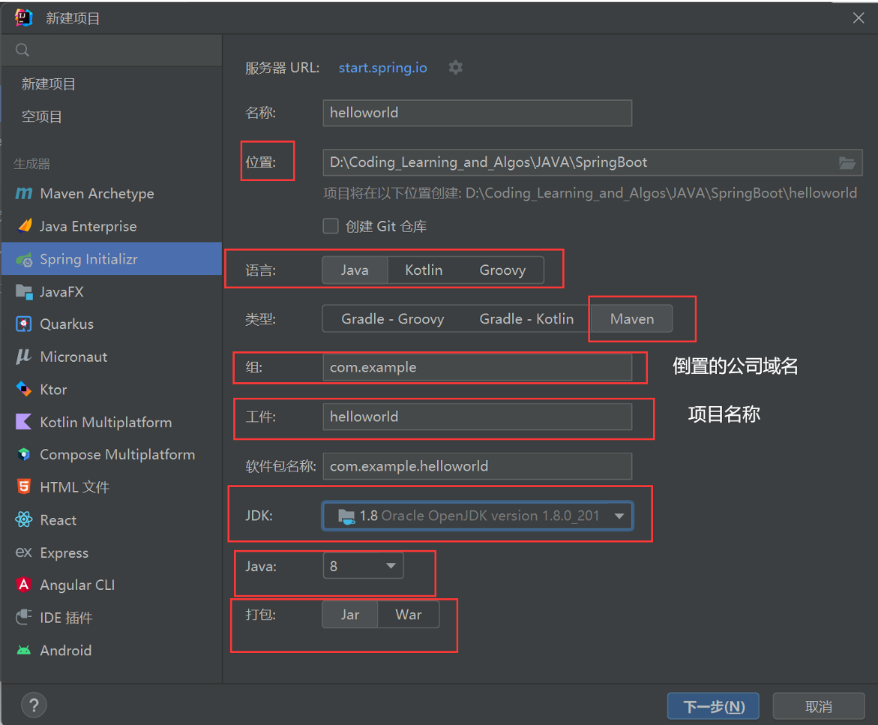 新建项目
新建项目
空项目
生成器
Maven Archetype
Java Enterprise
Spring Initializr
JavaFX
Quarkus
Micronaut
Ktor
Kotlin Multiplatform
Compose Multiplatform
HTML 文件
React
Express
Angular CLI
IDE 插件
Android
服务器 URL: start.spring.io
名称: helloworld
位置: D:\Coding_Learning_and_Algos\JAVA\SpringBoot
项目将在以下位置创建: D:\Coding_Learning_and_Algos\JAVA\SpringBoot\helloworld
创建 Git 仓库
语言: Java Kotlin Groovy
类型: Gradle - Groovy Gradle - Kotlin Maven
组: com.example 倒置的公司域名
工件: helloworld 项目名称
软件包名称: com.example.helloworld
JDK: 1.8 Oracle OpenJDK version 1.8.0_201
Java: 8
打包: Jar War
? 下一步(N) 取消